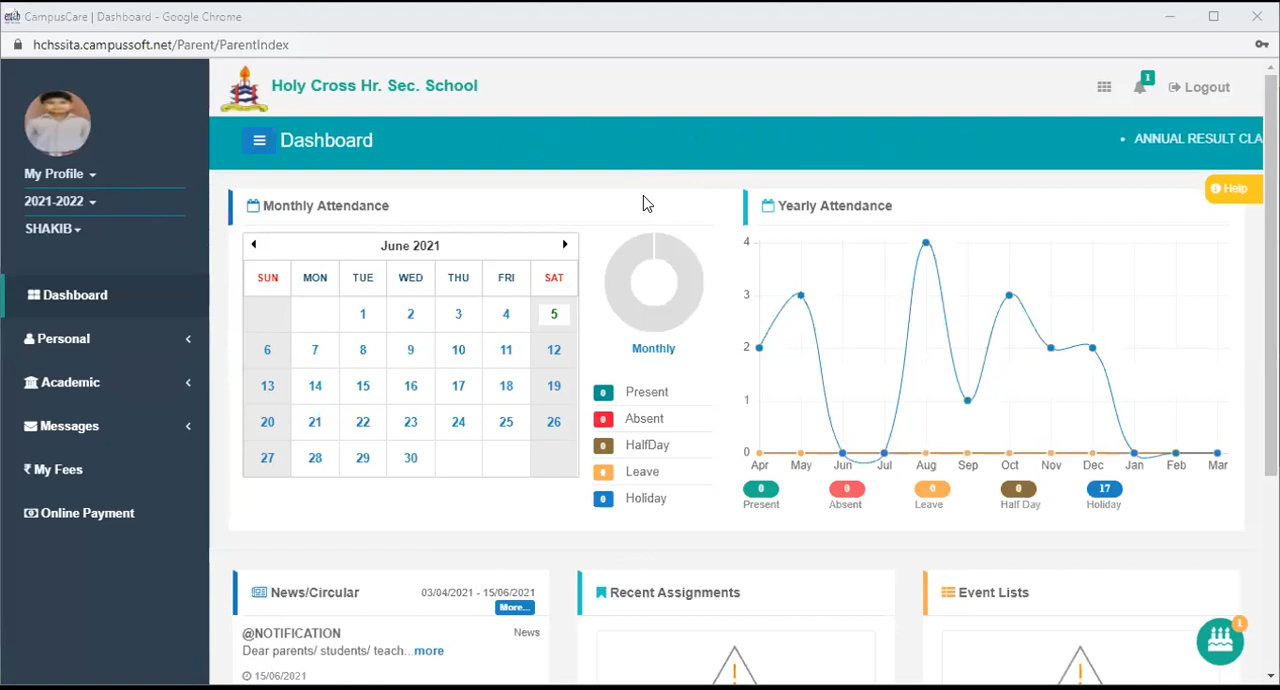 CampusCare | Dashboard - Google Chrome
hchssita.campussoft.net/Parent/ParentIndex
Holy Cross Hr. Sec. School
1
Logout
Dashboard
• ANNUAL RESULT CLA
Help
My Profile
2021-2022
SHAKIB
Dashboard
Personal
Academic
Messages
₹ My Fees
Online Payment
Monthly Attendance
June 2021
SUN MON TUE WED THU FRI SAT
1 2 3 4 5
6 7 8 9 10 11 12
13 14 15 16 17 18 19
20 21 22 23 24 25 26
27 28 29 30
Monthly
0 Present
0 Absent
0 HalfDay
0 Leave
0 Holiday
Yearly Attendance
4
3
2
1
0
Apr May Jun Jul Aug Sep Oct Nov Dec Jan Feb Mar
0 0 0 0 17
Present Absent Leave Half Day Holiday
News/Circular 03/04/2021 - 15/06/2021
More...
@NOTIFICATION News
Dear parents/ students/ teach...more
15/06/2021
Recent Assignments
Event Lists
1